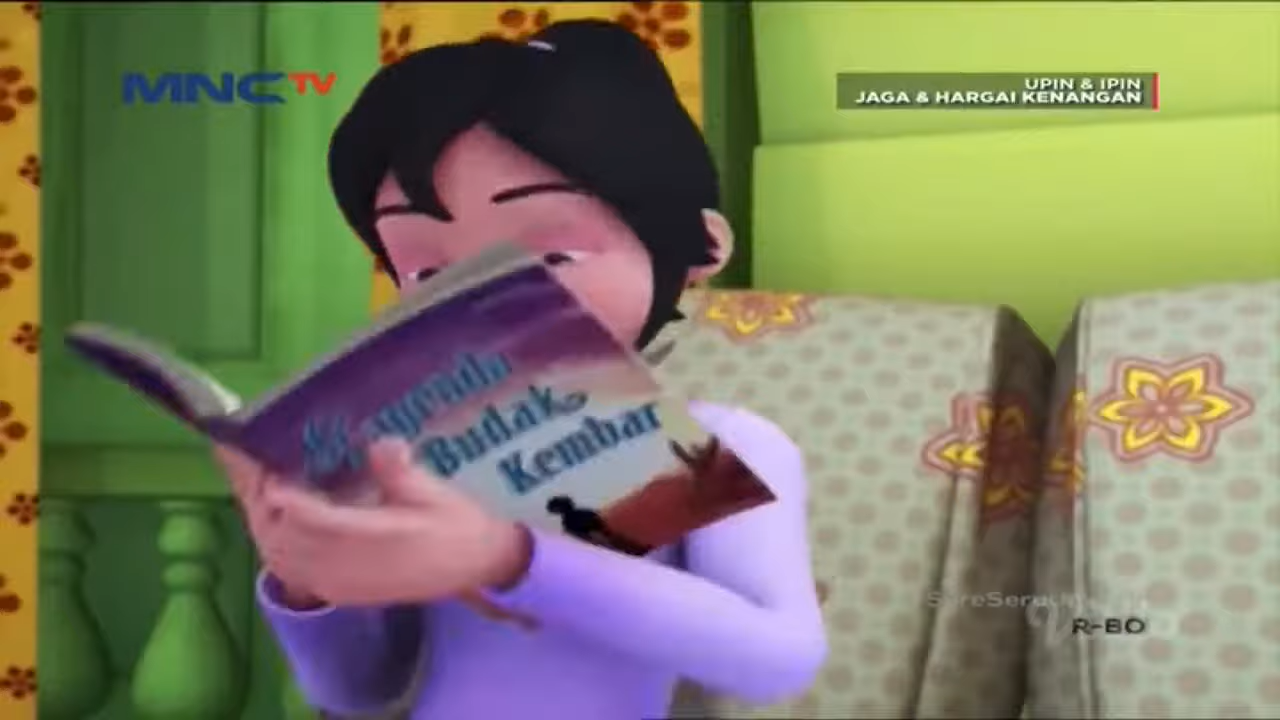 MNCTV
UPIN & IPIN
JAGA & HARGAI KENANGAN
Budak
Kembar
R-BO